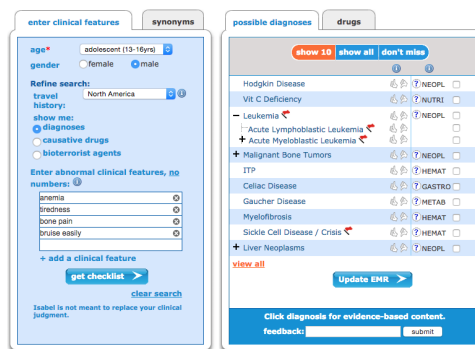 enter clinical features
synonyms
age*
adolescent (13-16yrs)
gender
female
male
Refine search:
travel history:
North America
show me:
diagnoses
causative drugs
bioterrorist agents
Enter abnormal clinical features, no
numbers:
anemia
tiredness
bone pain
bruise easily
+ add a clinical feature
get checklist
clear search
Isabel is not meant to replace your clinical
judgment.
possible diagnoses
drugs
show 10
show all
don't miss
Hodgkin Disease
? NEOPL
Vit C Deficiency
? NUTRI
− Leukemia
? NEOPL
Acute Lymphoblastic Leukemia
+ Acute Myeloblastic Leukemia
+ Malignant Bone Tumors
? NEOPL
ITP
? HEMAT
Celiac Disease
? GASTRO
Gaucher Disease
? METAB
Myelofibrosis
? HEMAT
Sickle Cell Disease / Crisis
? HEMAT
+ Liver Neoplasms
? NEOPL
view all
Update EMR
Click diagnosis for evidence-based content.
feedback:
submit